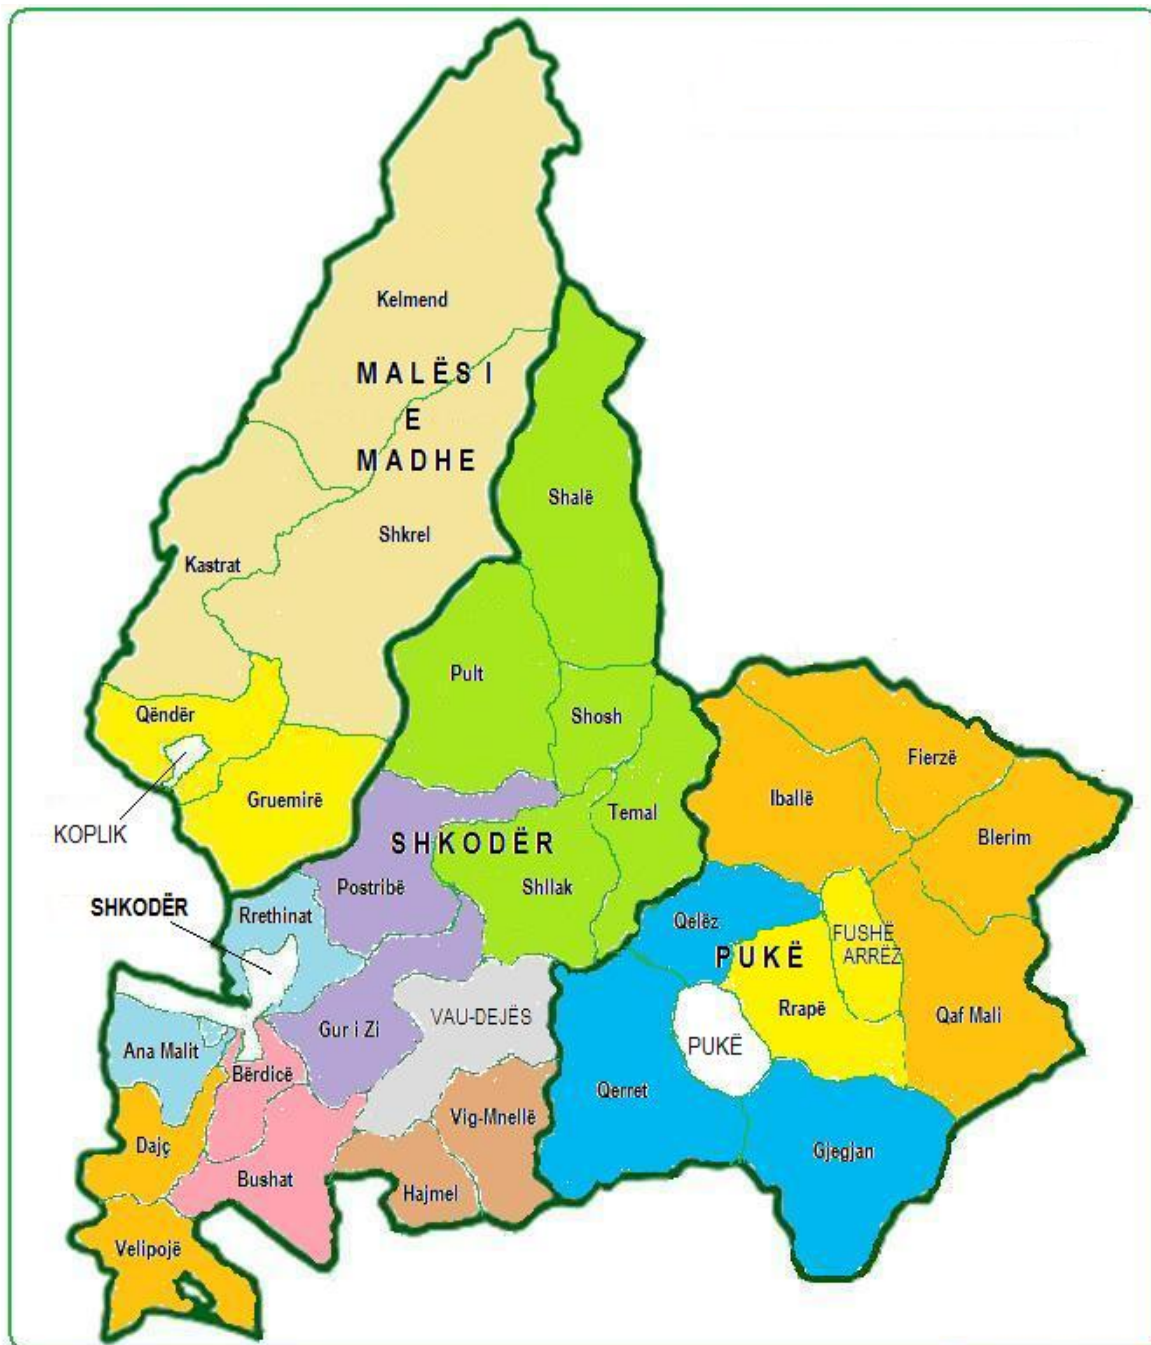 Kelmend
MALËSI
E
MADHE
Shalë
Shkrel
Kastrat
Pult
Shosh
Qëndër
Fierzë
Iballë
Gruemirë
Temal
KOPLIK
Blerim
SHKODËR
Postribë
Shllak
SHKODËR
Rrethinat
Qelëz
FUSHË
ARRËZ
PUKË
Rrapë
Qaf Mali
VAU-DEJËS
Gur i Zi
PUKË
Ana Malit
Bërdicë
Qerret
Vig-Mnellë
Dajç
Gjegjan
Bushat
Hajmel
Velipojë